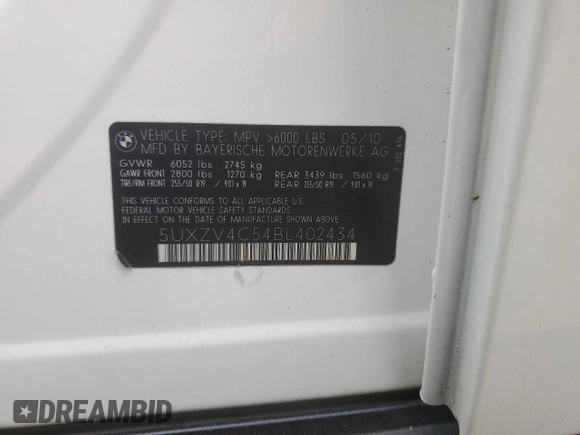 BMW
VEHICLE TYPE: MPV >6000 LBS 05/10
MFD BY BAYERISCHE MOTORENWERKE AG
GVWR 6052 lbs 2745 kg
GAWR FRONT 2800 lbs 1270 kg REAR 3439 lbs 1560 kg
TIRE/RIM FRONT 255/50 R19 / 9.0J x 19 REAR 255/50 R19 / 9.0J x 19
THIS VEHICLE CONFORMS TO ALL APPLICABLE U.S.
FEDERAL MOTOR VEHICLE SAFETY STANDARDS
IN EFFECT ON THE DATE OF MANUFACTURE SHOWN ABOVE.
5UXZV4C54BL402434
DREAMBID